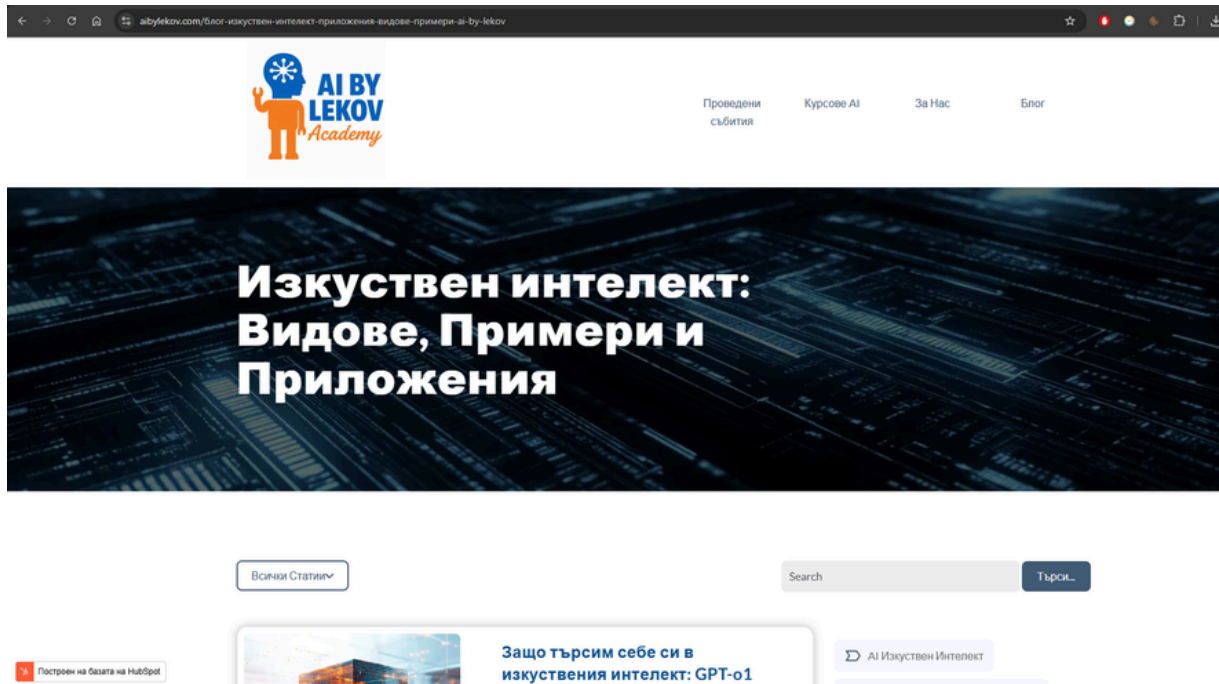 aibylekov.com/блог-изкуствен-интелект-приложения-видове-примери-ai-by-lekov
AI BY
LEKOV
Academy
Проведени
събития
Курсове AI
За Нас
Блог
Изкуствен интелект:
Видове, Примери и
Приложения
Всички Статии
Search
Търси...
Защо търсим себе си в
изкуствения интелект: GPT-o1
AI Изкуствен Интелект
Построен на базата на HubSpot